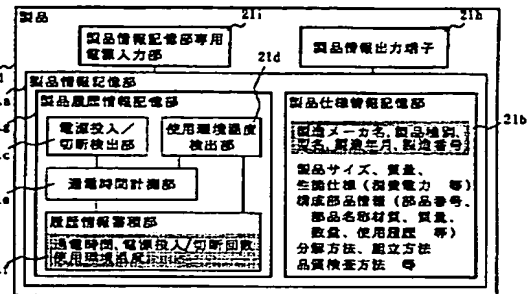 製品
21i
21h
製品情報記憶部専用
電源入力部
製品情報出力端子
21d
製品情報記憶部
製品履歴情報記憶部
電源投入/
切断検出部
使用環境温度
検出部
通電時間計測部
履歴情報蓄積部
通電時間、電源投入/切断回数
使用環境温度
製品仕様情報記憶部
21b
製造メーカ名、製品種別、
型名、製造年月、製造番号
製品サイズ、質量、
性能仕様(消費電力 等)
構成部品情報(部品番号、
部品名称材質、質量、
数量、使用履歴 等)
分解方法、組立方法
品質検査方法 等